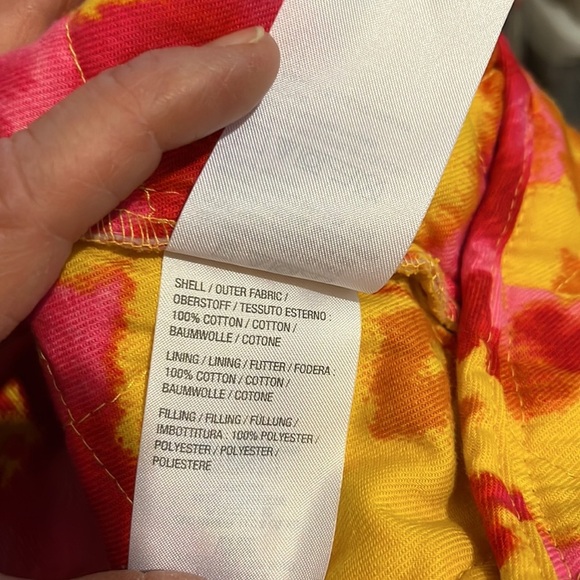 SHELL / OUTER FABRIC /
OBERSTOFF / TESSUTO ESTERNO :
100% COTTON / COTTON /
BAUMWOLLE / COTONE
LINING / LINING / FUTTER / FODERA :
100% COTTON / COTTON /
BAUMWOLLE / COTONE
FILLING / FILLING / FÜLLUNG /
IMBOTTITURA : 100% POLYESTER /
POLYESTER / POLYESTER /
POLIESTERE